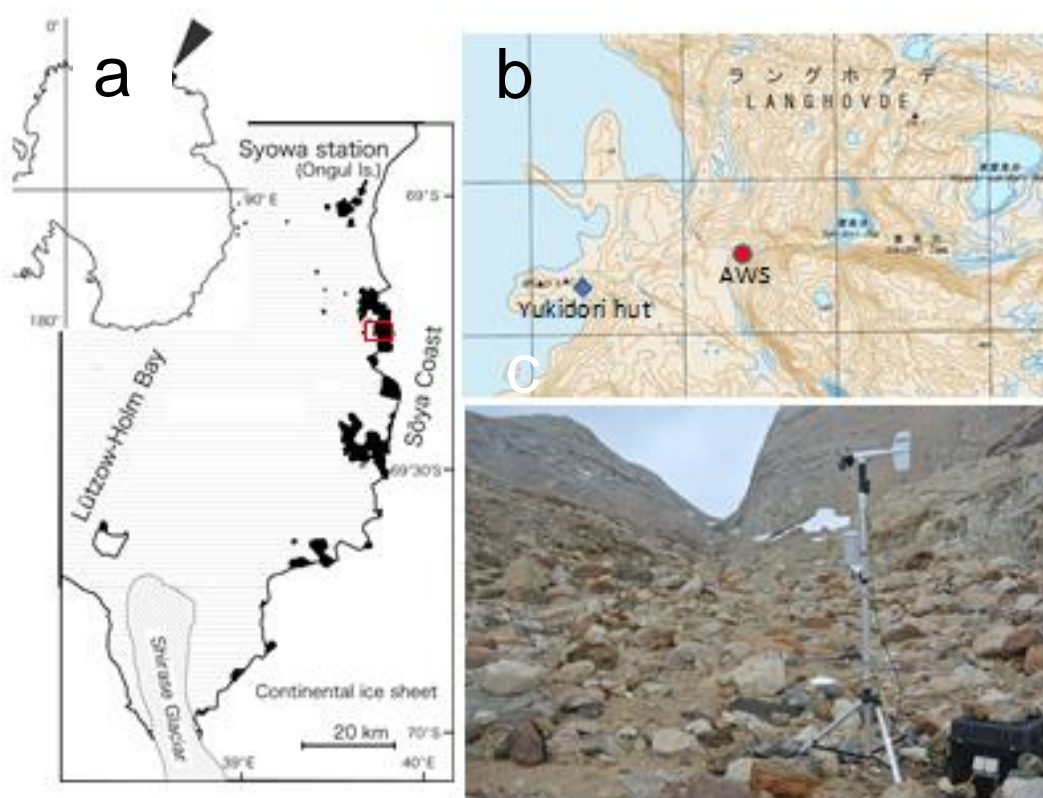 a
0°
90° E
180°
Syowa station
(Ongul Is.)
69°S
Sôya Coast
69°30'S
Lützow-Holm Bay
Shirase Glaciar
Continental ice sheet
20 km
70°S
39°E
40°E
b
ラングホブデ
LANGHOVDE
AWS
Yukidori hut
c